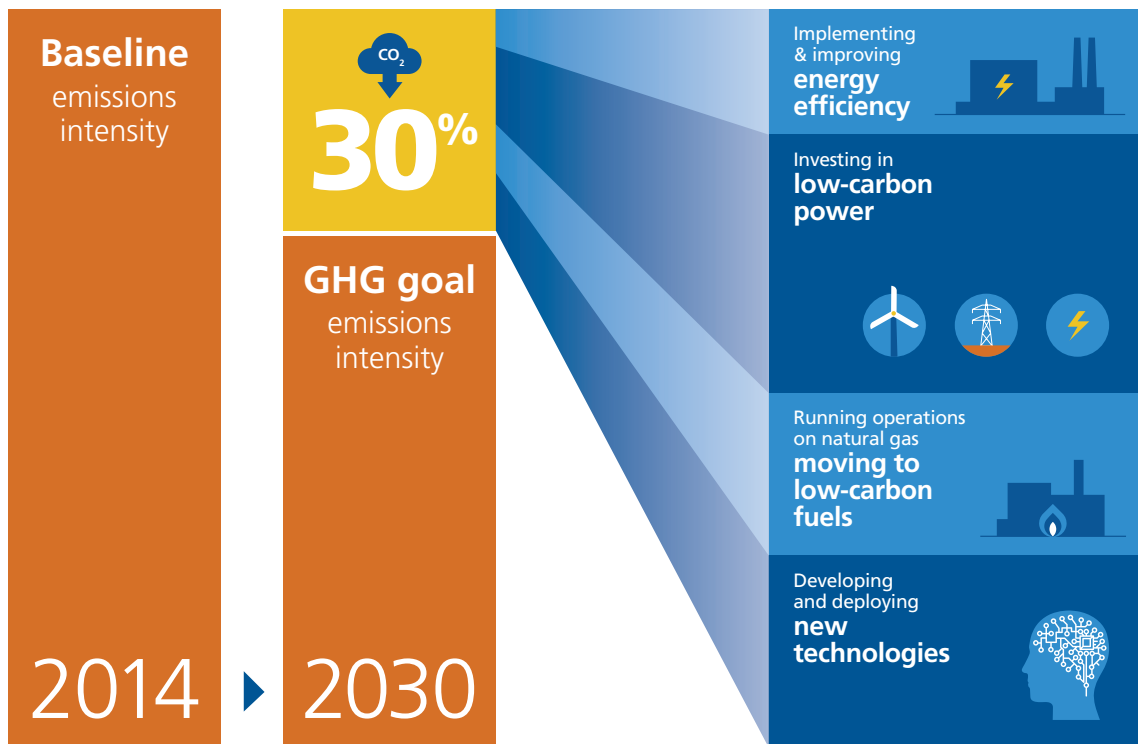 Baseline
emissions
intensity
2014
CO₂
30%
GHG goal
emissions
intensity
2030
Implementing
& improving
energy
efficiency
Investing in
low-carbon
power
Running operations
on natural gas
moving to
low-carbon
fuels
Developing
and deploying
new
technologies